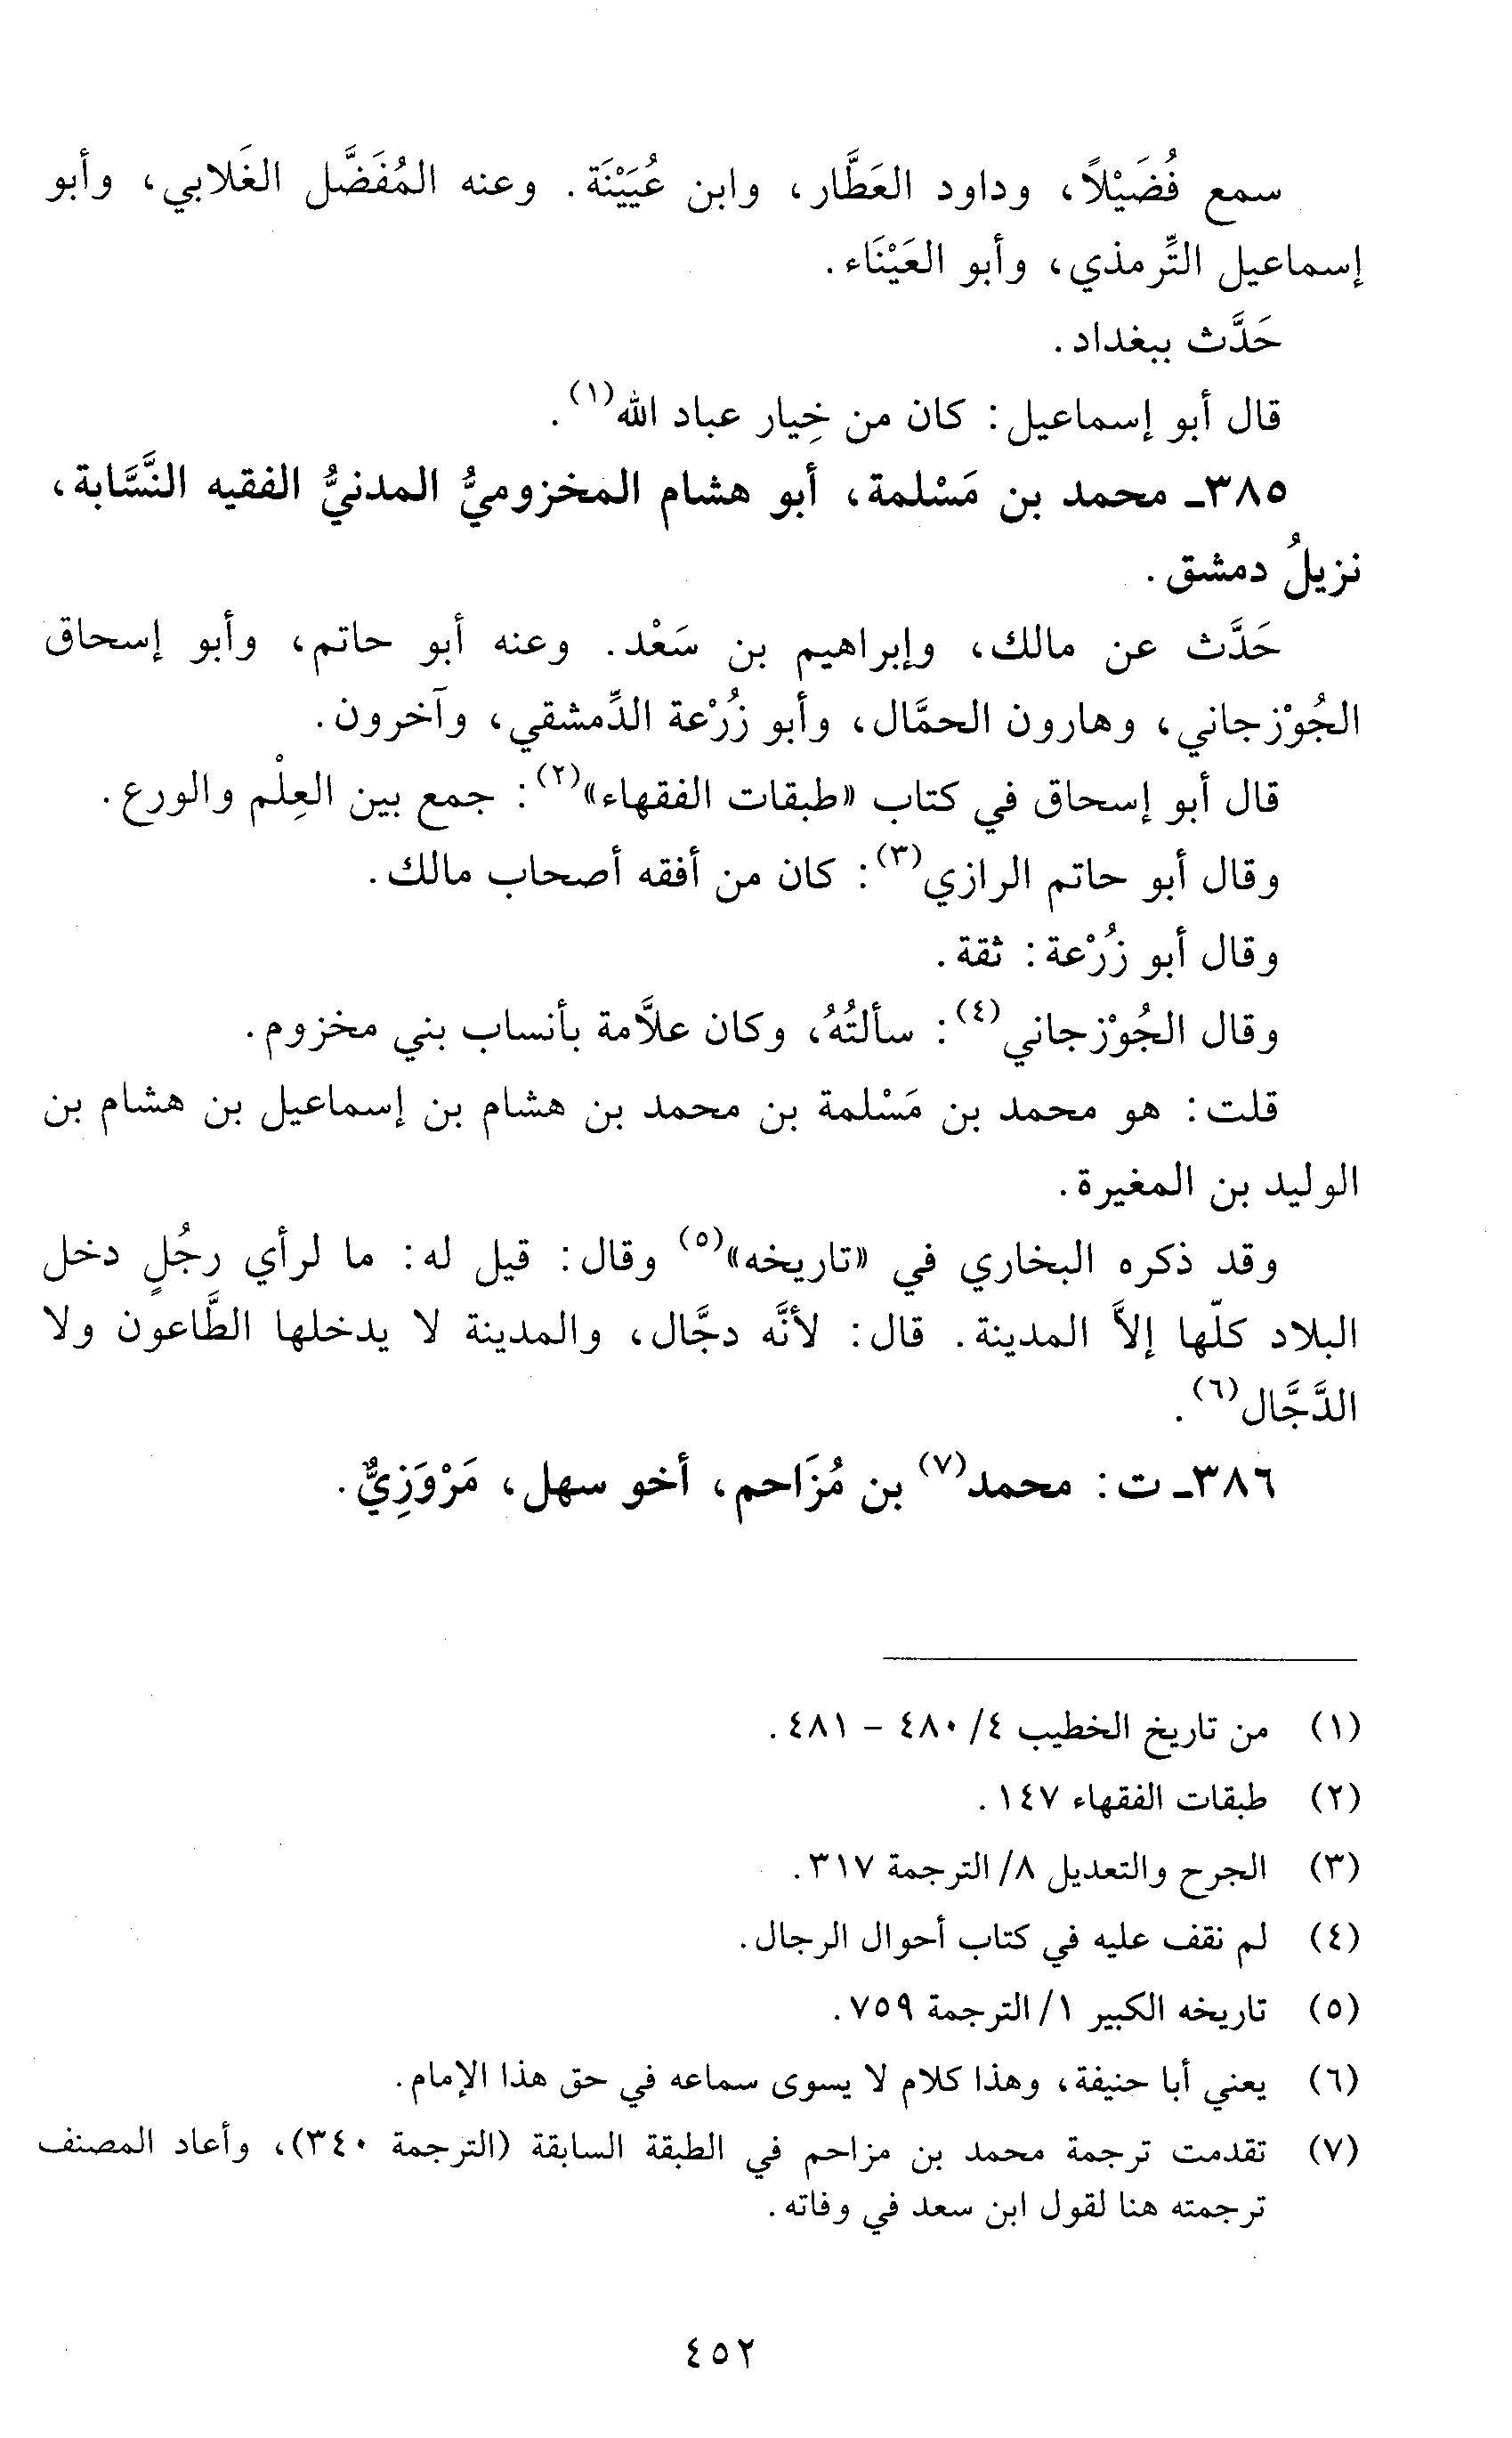 سمع فُضَيْلاً، وداود العَطَّار، وابن عُيَيْنَة. وعنه المُفَضَّل الغَلابي، وأبو
إسماعيل التِّرمذي، وأبو العَيْنَاء.
حَدَّث ببغداد.
قال أبو إسماعيل: كان من خِيار عباد الله(١).
٣٨٥ـ محمد بن مَسْلمة، أبو هشام المخزوميُّ المدنيُّ الفقيه النَّسَّابة،
نزيلُ دمشق.
حَدَّث عن مالك، وإبراهيم بن سَعْد. وعنه أبو حاتم، وأبو إسحاق
الجُوْزجاني، وهارون الحمَّال، وأبو زُرْعة الدِّمشقي، وآخرون.
قال أبو إسحاق في كتاب «طبقات الفقهاء»(٢): جمع بين العِلْم والورع.
وقال أبو حاتم الرازي(٣): كان من أفقه أصحاب مالك.
وقال أبو زُرْعة: ثقة.
وقال الجُوْزجاني(٤): سألتُهُ، وكان علاَّمة بأنساب بني مخزوم.
قلت: هو محمد بن مَسْلمة بن محمد بن هشام بن إسماعيل بن هشام بن
الوليد بن المغيرة.
وقد ذكره البخاري في «تاريخه»(٥) وقال: قيل له: ما لرأي رجُلٍ دخل
البلاد كلّها إلاَّ المدينة. قال: لأنَّه دجَّال، والمدينة لا يدخلها الطَّاعون ولا
الدَّجَّال(٦).
٣٨٦ـ ت: محمد(٧) بن مُزَاحم، أخو سهل، مَرْوَزِيٌّ.
(١) من تاريخ الخطيب ٤/ ٤٨٠ – ٤٨١.
(٢) طبقات الفقهاء ١٤٧.
(٣) الجرح والتعديل ٨/ الترجمة ٣١٧.
(٤) لم نقف عليه في كتاب أحوال الرجال.
(٥) تاريخه الكبير ١/ الترجمة ٧٥٩.
(٦) يعني أبا حنيفة، وهذا كلام لا يسوى سماعه في حق هذا الإمام.
(٧) تقدمت ترجمة محمد بن مزاحم في الطبقة السابقة (الترجمة ٣٤٠)، وأعاد المصنف
ترجمته هنا لقول ابن سعد في وفاته.
٤٥٢